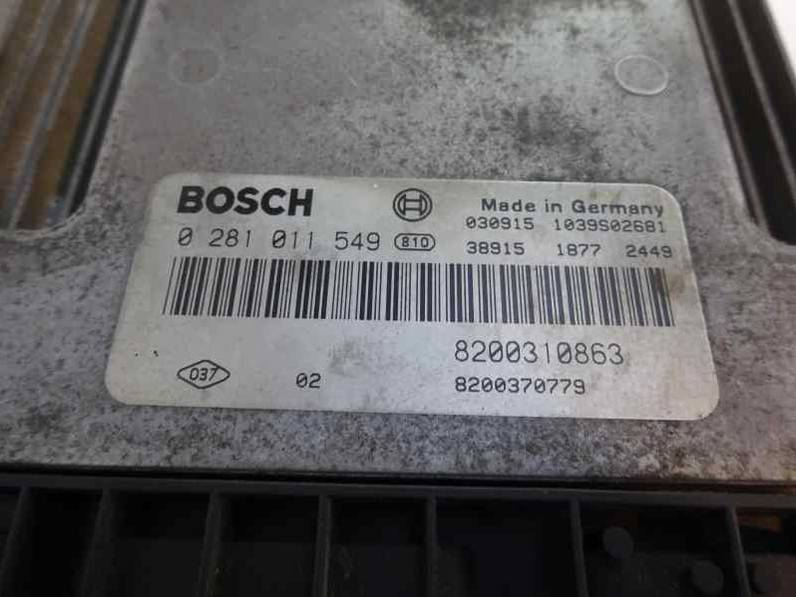 BOSCH
Made in Germany
030915 1039S02681
0 281 011 549 810
38915 1877 2449
8200310863
037 02 8200370779